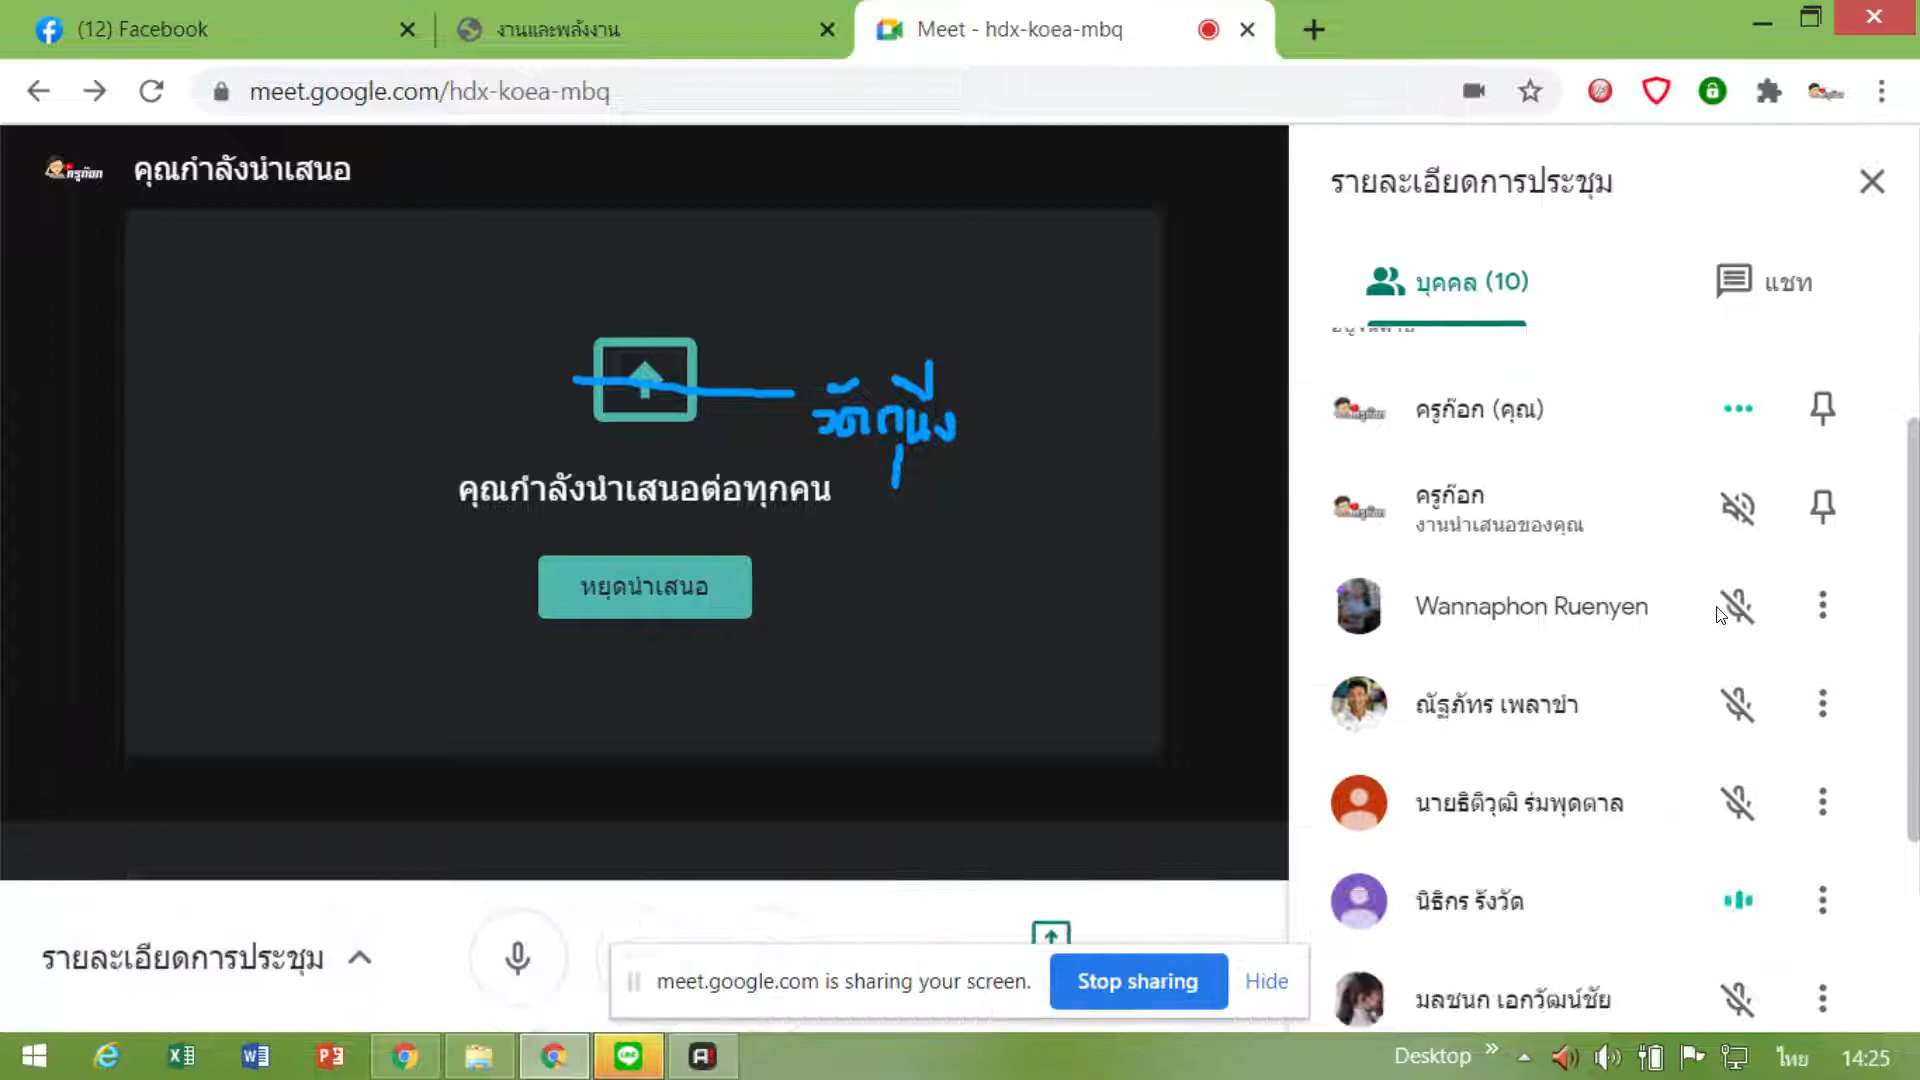 (12) Facebook
งานและพลังงาน
Meet - hdx-koea-mbq
meet.google.com/hdx-koea-mbq
ครูก๊อก
คุณกำลังนำเสนอ
วัตถุนิ่ง
คุณกำลังนำเสนอต่อทุกคน
หยุดนำเสนอ
รายละเอียดการประชุม
บุคคล (10)
แชท
ครูก๊อก (คุณ)
ครูก๊อก
งานนำเสนอของคุณ
Wannaphon Ruenyen
ณัฐภัทร เพลาขำ
นายธิติวุฒิ ร่มพุดตาล
นิธิกร รังวัด
มลชนก เอกวัฒน์ชัย
รายละเอียดการประชุม
meet.google.com is sharing your screen.
Stop sharing
Hide
Desktop
ไทย
14:25